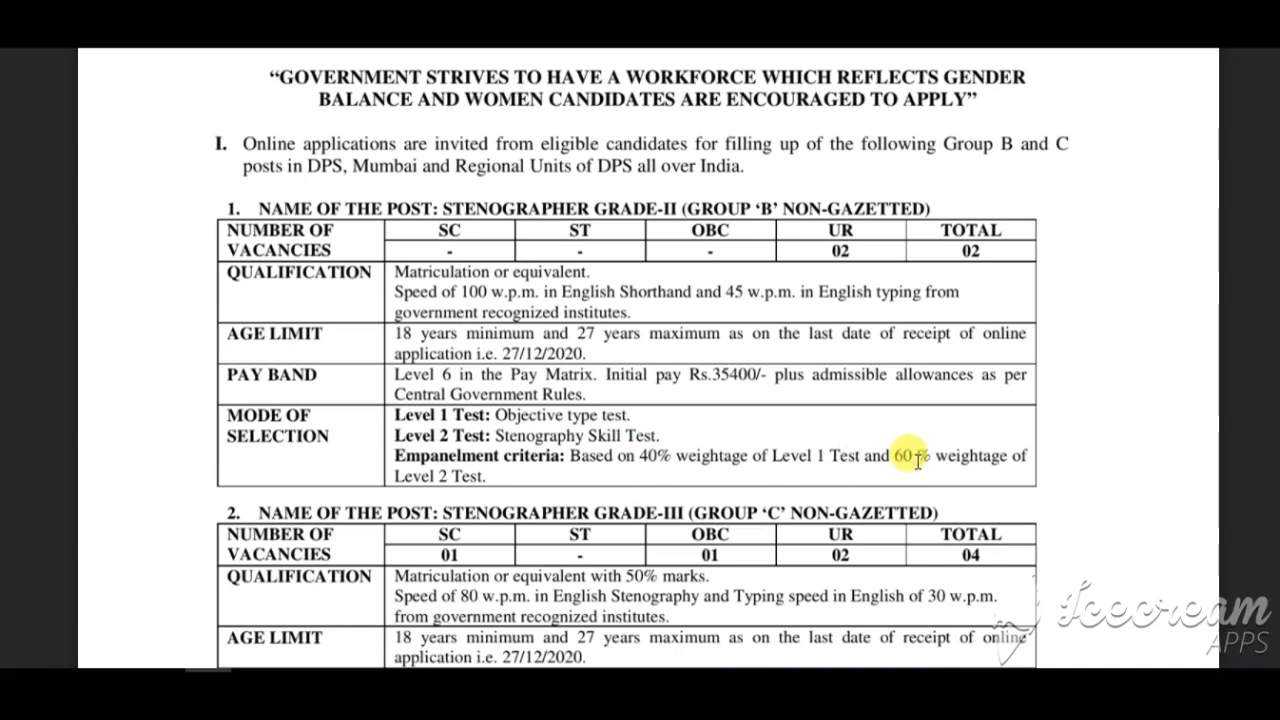 “GOVERNMENT STRIVES TO HAVE A WORKFORCE WHICH REFLECTS GENDER
BALANCE AND WOMEN CANDIDATES ARE ENCOURAGED TO APPLY”
I. Online applications are invited from eligible candidates for filling up of the following Group B and C
posts in DPS, Mumbai and Regional Units of DPS all over India.
1. NAME OF THE POST: STENOGRAPHER GRADE-II (GROUP ‘B’ NON-GAZETTED)
NUMBER OF SC ST OBC UR TOTAL
VACANCIES - - - 02 02
QUALIFICATION Matriculation or equivalent.
Speed of 100 w.p.m. in English Shorthand and 45 w.p.m. in English typing from
government recognized institutes.
AGE LIMIT 18 years minimum and 27 years maximum as on the last date of receipt of online
application i.e. 27/12/2020.
PAY BAND Level 6 in the Pay Matrix. Initial pay Rs.35400/- plus admissible allowances as per
Central Government Rules.
MODE OF Level 1 Test: Objective type test.
SELECTION Level 2 Test: Stenography Skill Test.
Empanelment criteria: Based on 40% weightage of Level 1 Test and 60% weightage of
Level 2 Test.
2. NAME OF THE POST: STENOGRAPHER GRADE-III (GROUP ‘C’ NON-GAZETTED)
NUMBER OF SC ST OBC UR TOTAL
VACANCIES 01 - 01 02 04
QUALIFICATION Matriculation or equivalent with 50% marks.
Speed of 80 w.p.m. in English Stenography and Typing speed in English of 30 w.p.m.
from government recognized institutes.
AGE LIMIT 18 years minimum and 27 years maximum as on the last date of receipt of online
application i.e. 27/12/2020.
Icecream
APPS